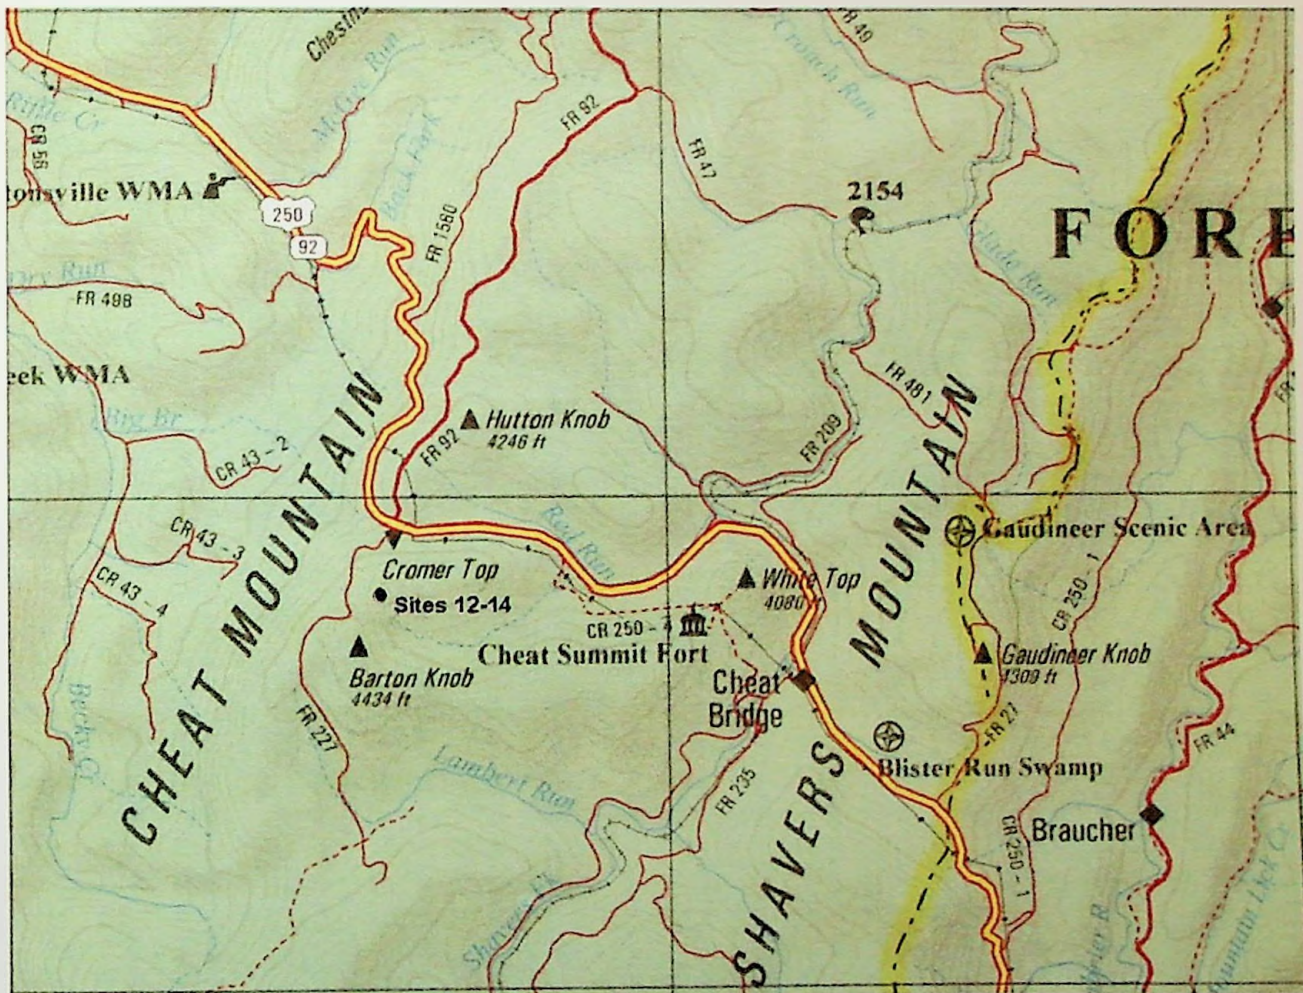 FR 49
Crouch Run
McGee Run
Back Fork
Riffle Cr
CR 56
FR 92
FR 47
tonsville WMA
250
92
FR 1560
2154
FORE
Glade Run
Dry Run
FR 49B
eek WMA
Big Br
CR 43 - 2
Hutton Knob
4246 ft
FR 92
FR 481
FR 209
CR 43 - 3
CR 43 - 4
Red Run
Gaudineer Scenic Area
CR 250 - 1
Cromer Top
Sites 12-14
White Top
4080 ft
CR 250 - 4
Cheat Summit Fort
Barton Knob
4434 ft
Gaudineer Knob
Cheat
Bridge
FR 227
FR 27
FR 44
Becky Cr
CHEAT MOUNTAIN
Lambert Run
FR 235
Blister Run Swamp
Braucher
CR 250 - 1
SHAVERS MOUNTAIN
Shavers Fk